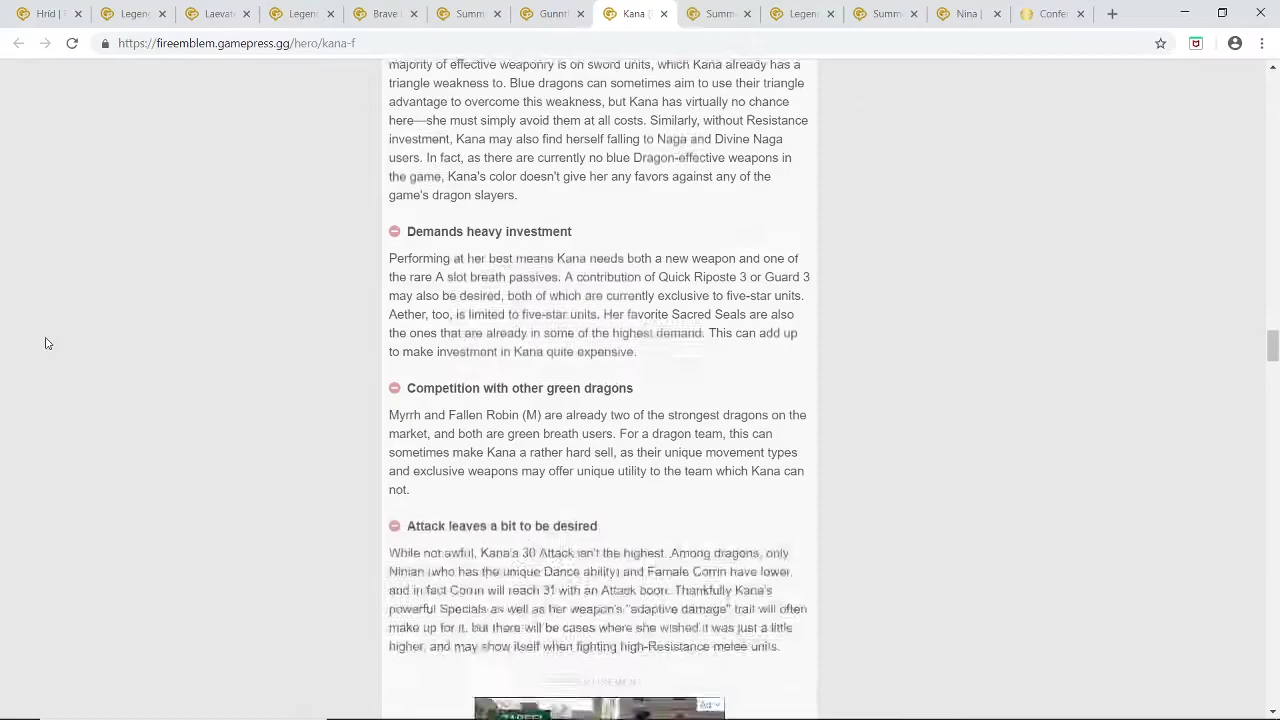 Hríd |
Legen
Laevate
Legen
Brave
Summ
Gunnth
Kana (
Summ
Legen
Summ
Nina |
Confer
https://fireemblem.gamepress.gg/hero/kana-f
majority of effective weaponry is on sword units, which Kana already has a
triangle weakness to. Blue dragons can sometimes aim to use their triangle
advantage to overcome this weakness, but Kana has virtually no chance
here—she must simply avoid them at all costs. Similarly, without Resistance
investment, Kana may also find herself falling to Naga and Divine Naga
users. In fact, as there are currently no blue Dragon-effective weapons in
the game, Kana's color doesn't give her any favors against any of the
game's dragon slayers.
Demands heavy investment
Performing at her best means Kana needs both a new weapon and one of
the rare A slot breath passives. A contribution of Quick Riposte 3 or Guard 3
may also be desired, both of which are currently exclusive to five-star units.
Aether, too, is limited to five-star units. Her favorite Sacred Seals are also
the ones that are already in some of the highest demand. This can add up
to make investment in Kana quite expensive.
Competition with other green dragons
Myrrh and Fallen Robin (M) are already two of the strongest dragons on the
market, and both are green breath users. For a dragon team, this can
sometimes make Kana a rather hard sell, as their unique movement types
and exclusive weapons may offer unique utility to the team which Kana can
not.
Attack leaves a bit to be desired
While not awful, Kana's 30 Attack isn't the highest. Among dragons, only
Ninian (who has the unique Dance ability) and Female Corrin have lower,
and in fact Corrin will reach 31 with an Attack boon. Thankfully Kana's
powerful Specials as well as her weapon's "adaptive damage" trait will often
make up for it, but there will be cases where she wished it was just a little
higher, and may show itself when fighting high-Resistance melee units.
Ad